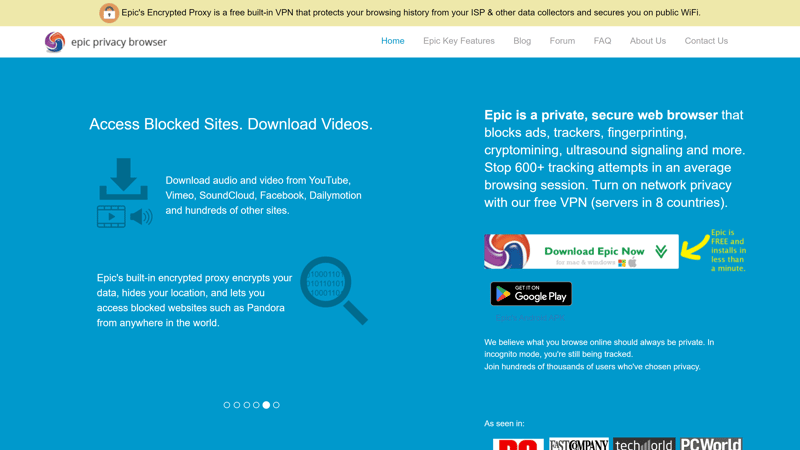 Epic's Encrypted Proxy is a free built-in VPN that protects your browsing history from your ISP & other data collectors and secures you on public WiFi.
epic privacy browser
Home Epic Key Features Blog Forum FAQ About Us Contact Us
Access Blocked Sites. Download Videos.
Download audio and video from YouTube,
Vimeo, SoundCloud, Facebook, Dailymotion
and hundreds of other sites.
Epic's built-in encrypted proxy encrypts your
data, hides your location, and lets you
access blocked websites such as Pandora
from anywhere in the world.
Epic is a private, secure web browser that
blocks ads, trackers, fingerprinting,
cryptomining, ultrasound signaling and more.
Stop 600+ tracking attempts in an average
browsing session. Turn on network privacy
with our free VPN (servers in 8 countries).
Download Epic Now
for mac & windows
Epic is
FREE and
installs in
less than
a minute.
GET IT ON
Google Play
We believe what you browse online should always be private. In
incognito mode, you're still being tracked.
Join hundreds of thousands of users who've chosen privacy.
As seen in:
FAST COMPANY
techworld
PCWorld